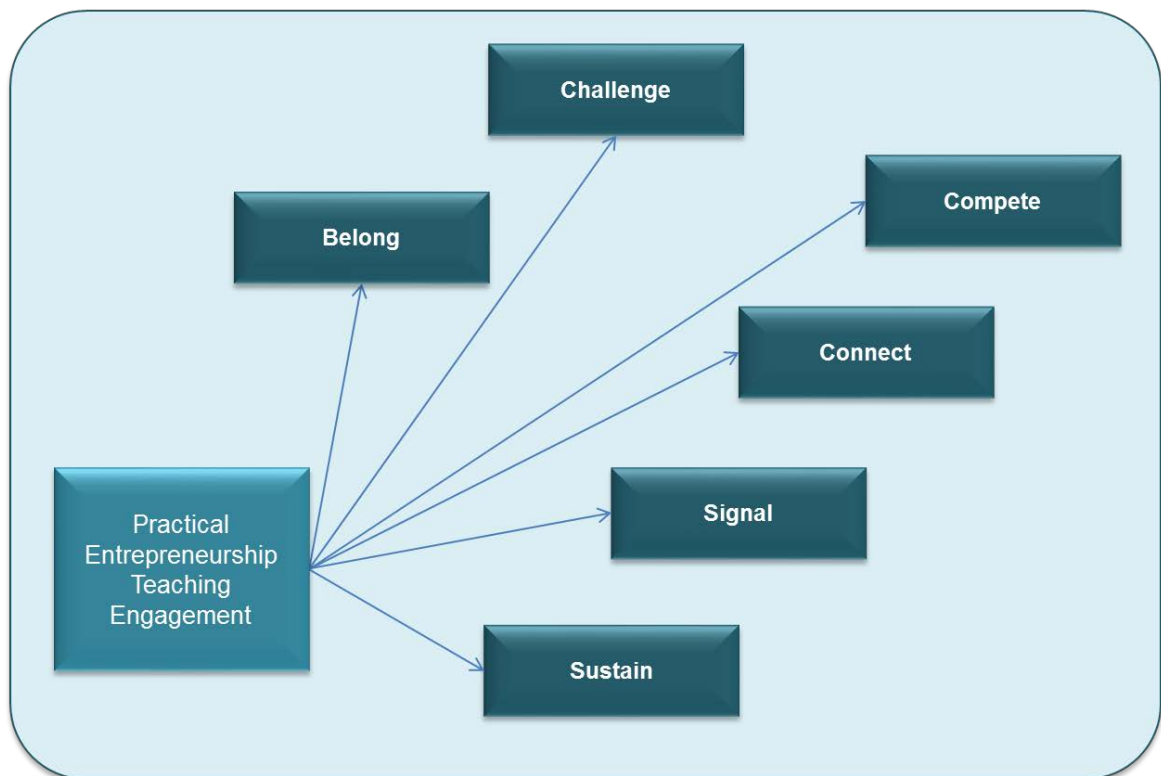 Challenge
Compete
Belong
Connect
Practical
Entrepreneurship
Teaching
Engagement
Signal
Sustain